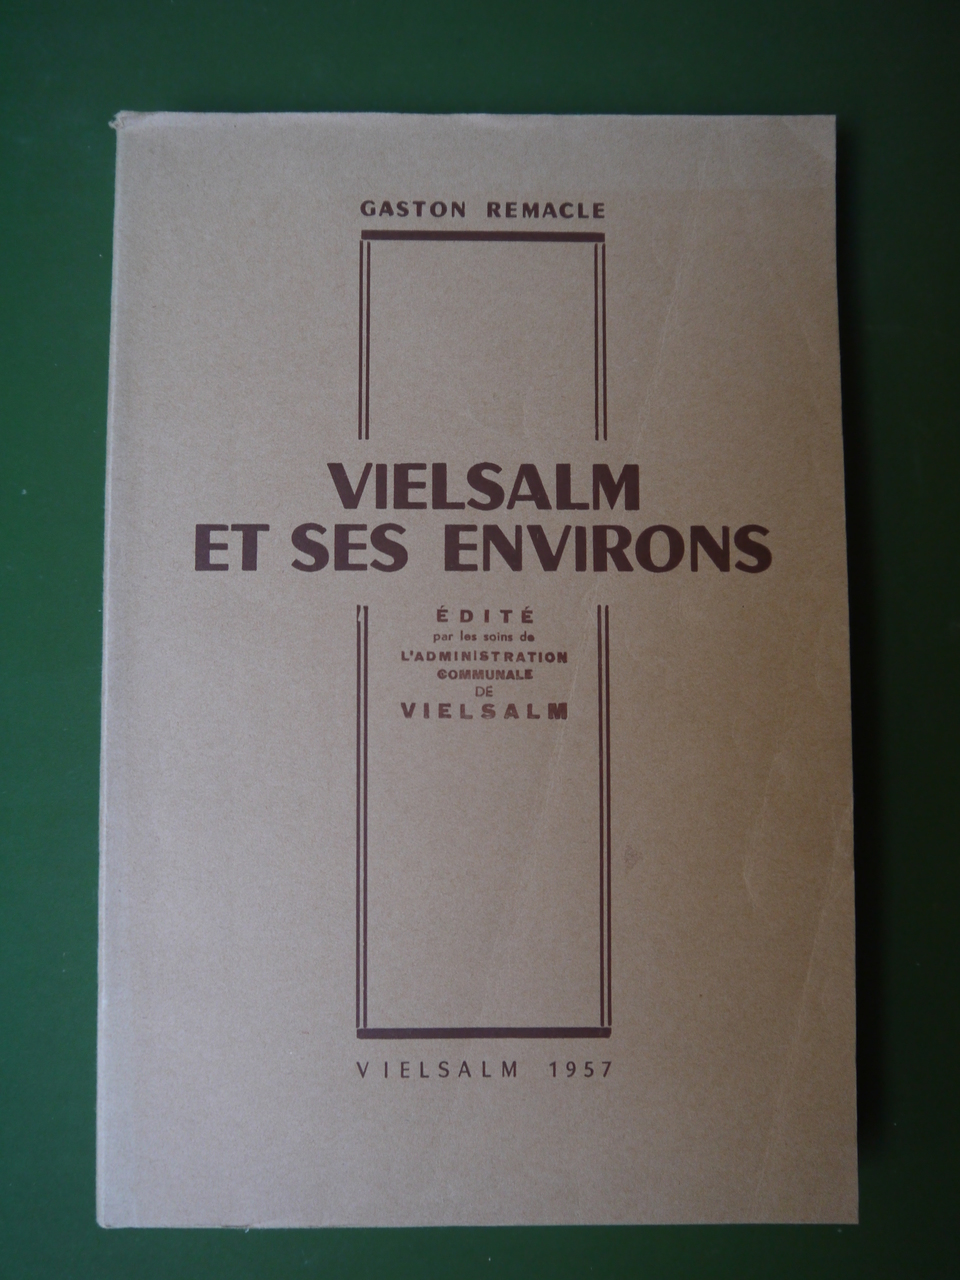 GASTON REMACLE
VIELSALM
ET SES ENVIRONS
ÉDITÉ
par les soins de
L'ADMINISTRATION
COMMUNALE
DE
VIELSALM
VIELSALM 1957